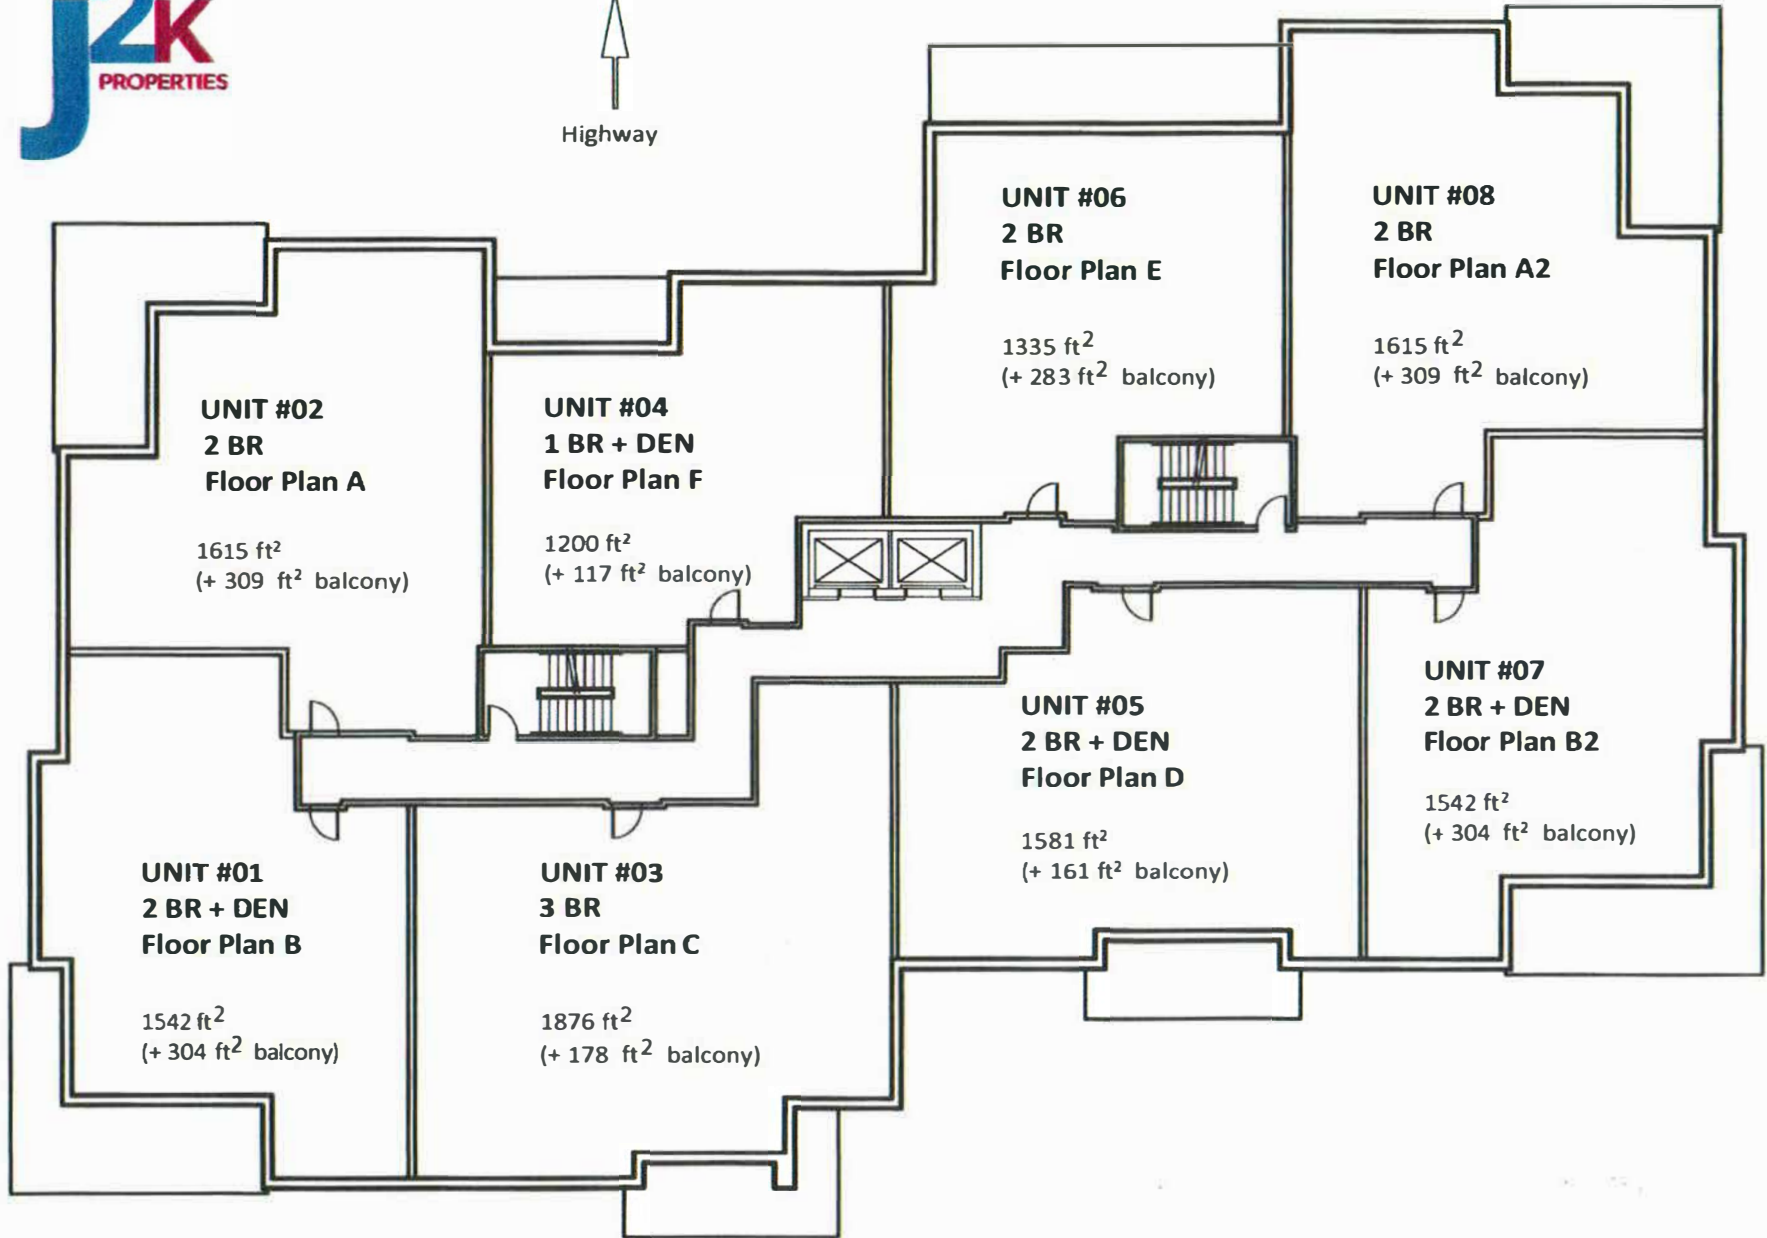 J2K
PROPERTIES
Highway
UNIT #06
2 BR
Floor Plan E
1335 ft²
(+ 283 ft² balcony)
UNIT #08
2 BR
Floor Plan A2
1615 ft²
(+ 309 ft² balcony)
UNIT #02
2 BR
Floor Plan A
1615 ft²
(+ 309 ft² balcony)
UNIT #04
1 BR + DEN
Floor Plan F
1200 ft²
(+ 117 ft² balcony)
UNIT #05
2 BR + DEN
Floor Plan D
1581 ft²
(+ 161 ft² balcony)
UNIT #07
2 BR + DEN
Floor Plan B2
1542 ft²
(+ 304 ft² balcony)
UNIT #01
2 BR + DEN
Floor Plan B
1542 ft²
(+ 304 ft² balcony)
UNIT #03
3 BR
Floor Plan C
1876 ft²
(+ 178 ft² balcony)